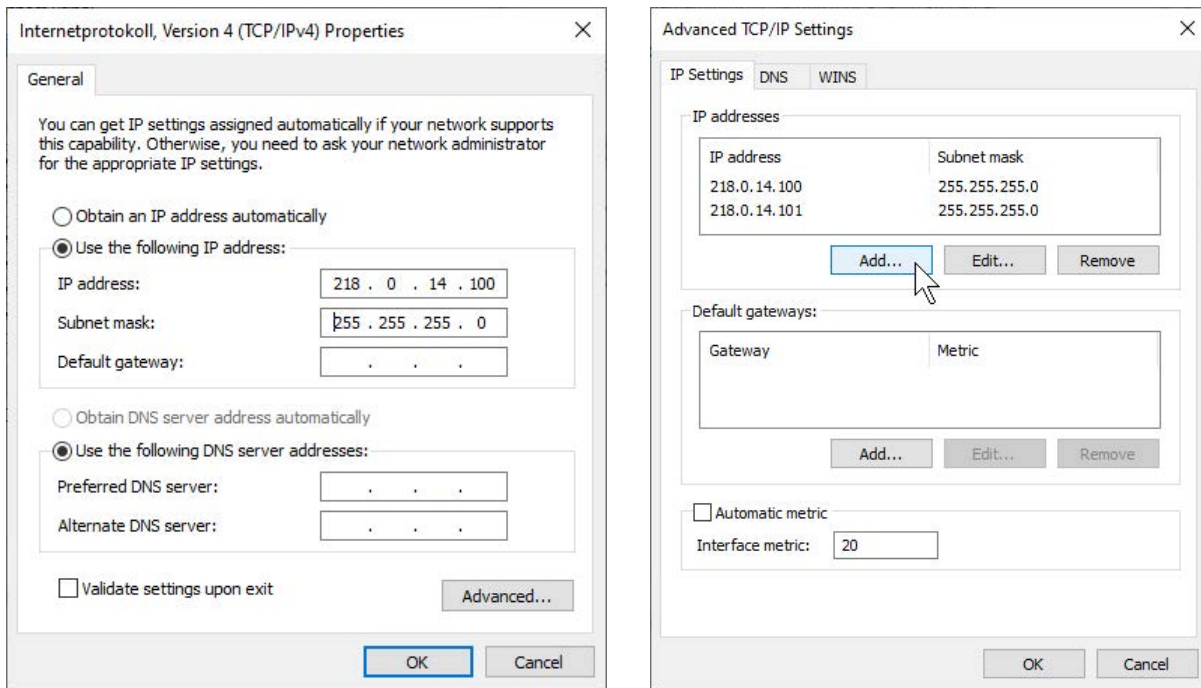 Internetprotokoll, Version 4 (TCP/IPv4) Properties
General
You can get IP settings assigned automatically if your network supports
this capability. Otherwise, you need to ask your network administrator
for the appropriate IP settings.
Obtain an IP address automatically
Use the following IP address:
IP address: 218 . 0 . 14 . 100
Subnet mask: 255 . 255 . 255 . 0
Default gateway: . . .
Obtain DNS server address automatically
Use the following DNS server addresses:
Preferred DNS server: . . .
Alternate DNS server: . . .
Validate settings upon exit
Advanced...
OK Cancel
Advanced TCP/IP Settings
IP Settings DNS WINS
IP addresses
IP address Subnet mask
218.0.14.100 255.255.255.0
218.0.14.101 255.255.255.0
Add... Edit... Remove
Default gateways:
Gateway Metric
Add... Edit... Remove
Automatic metric
Interface metric: 20
OK Cancel